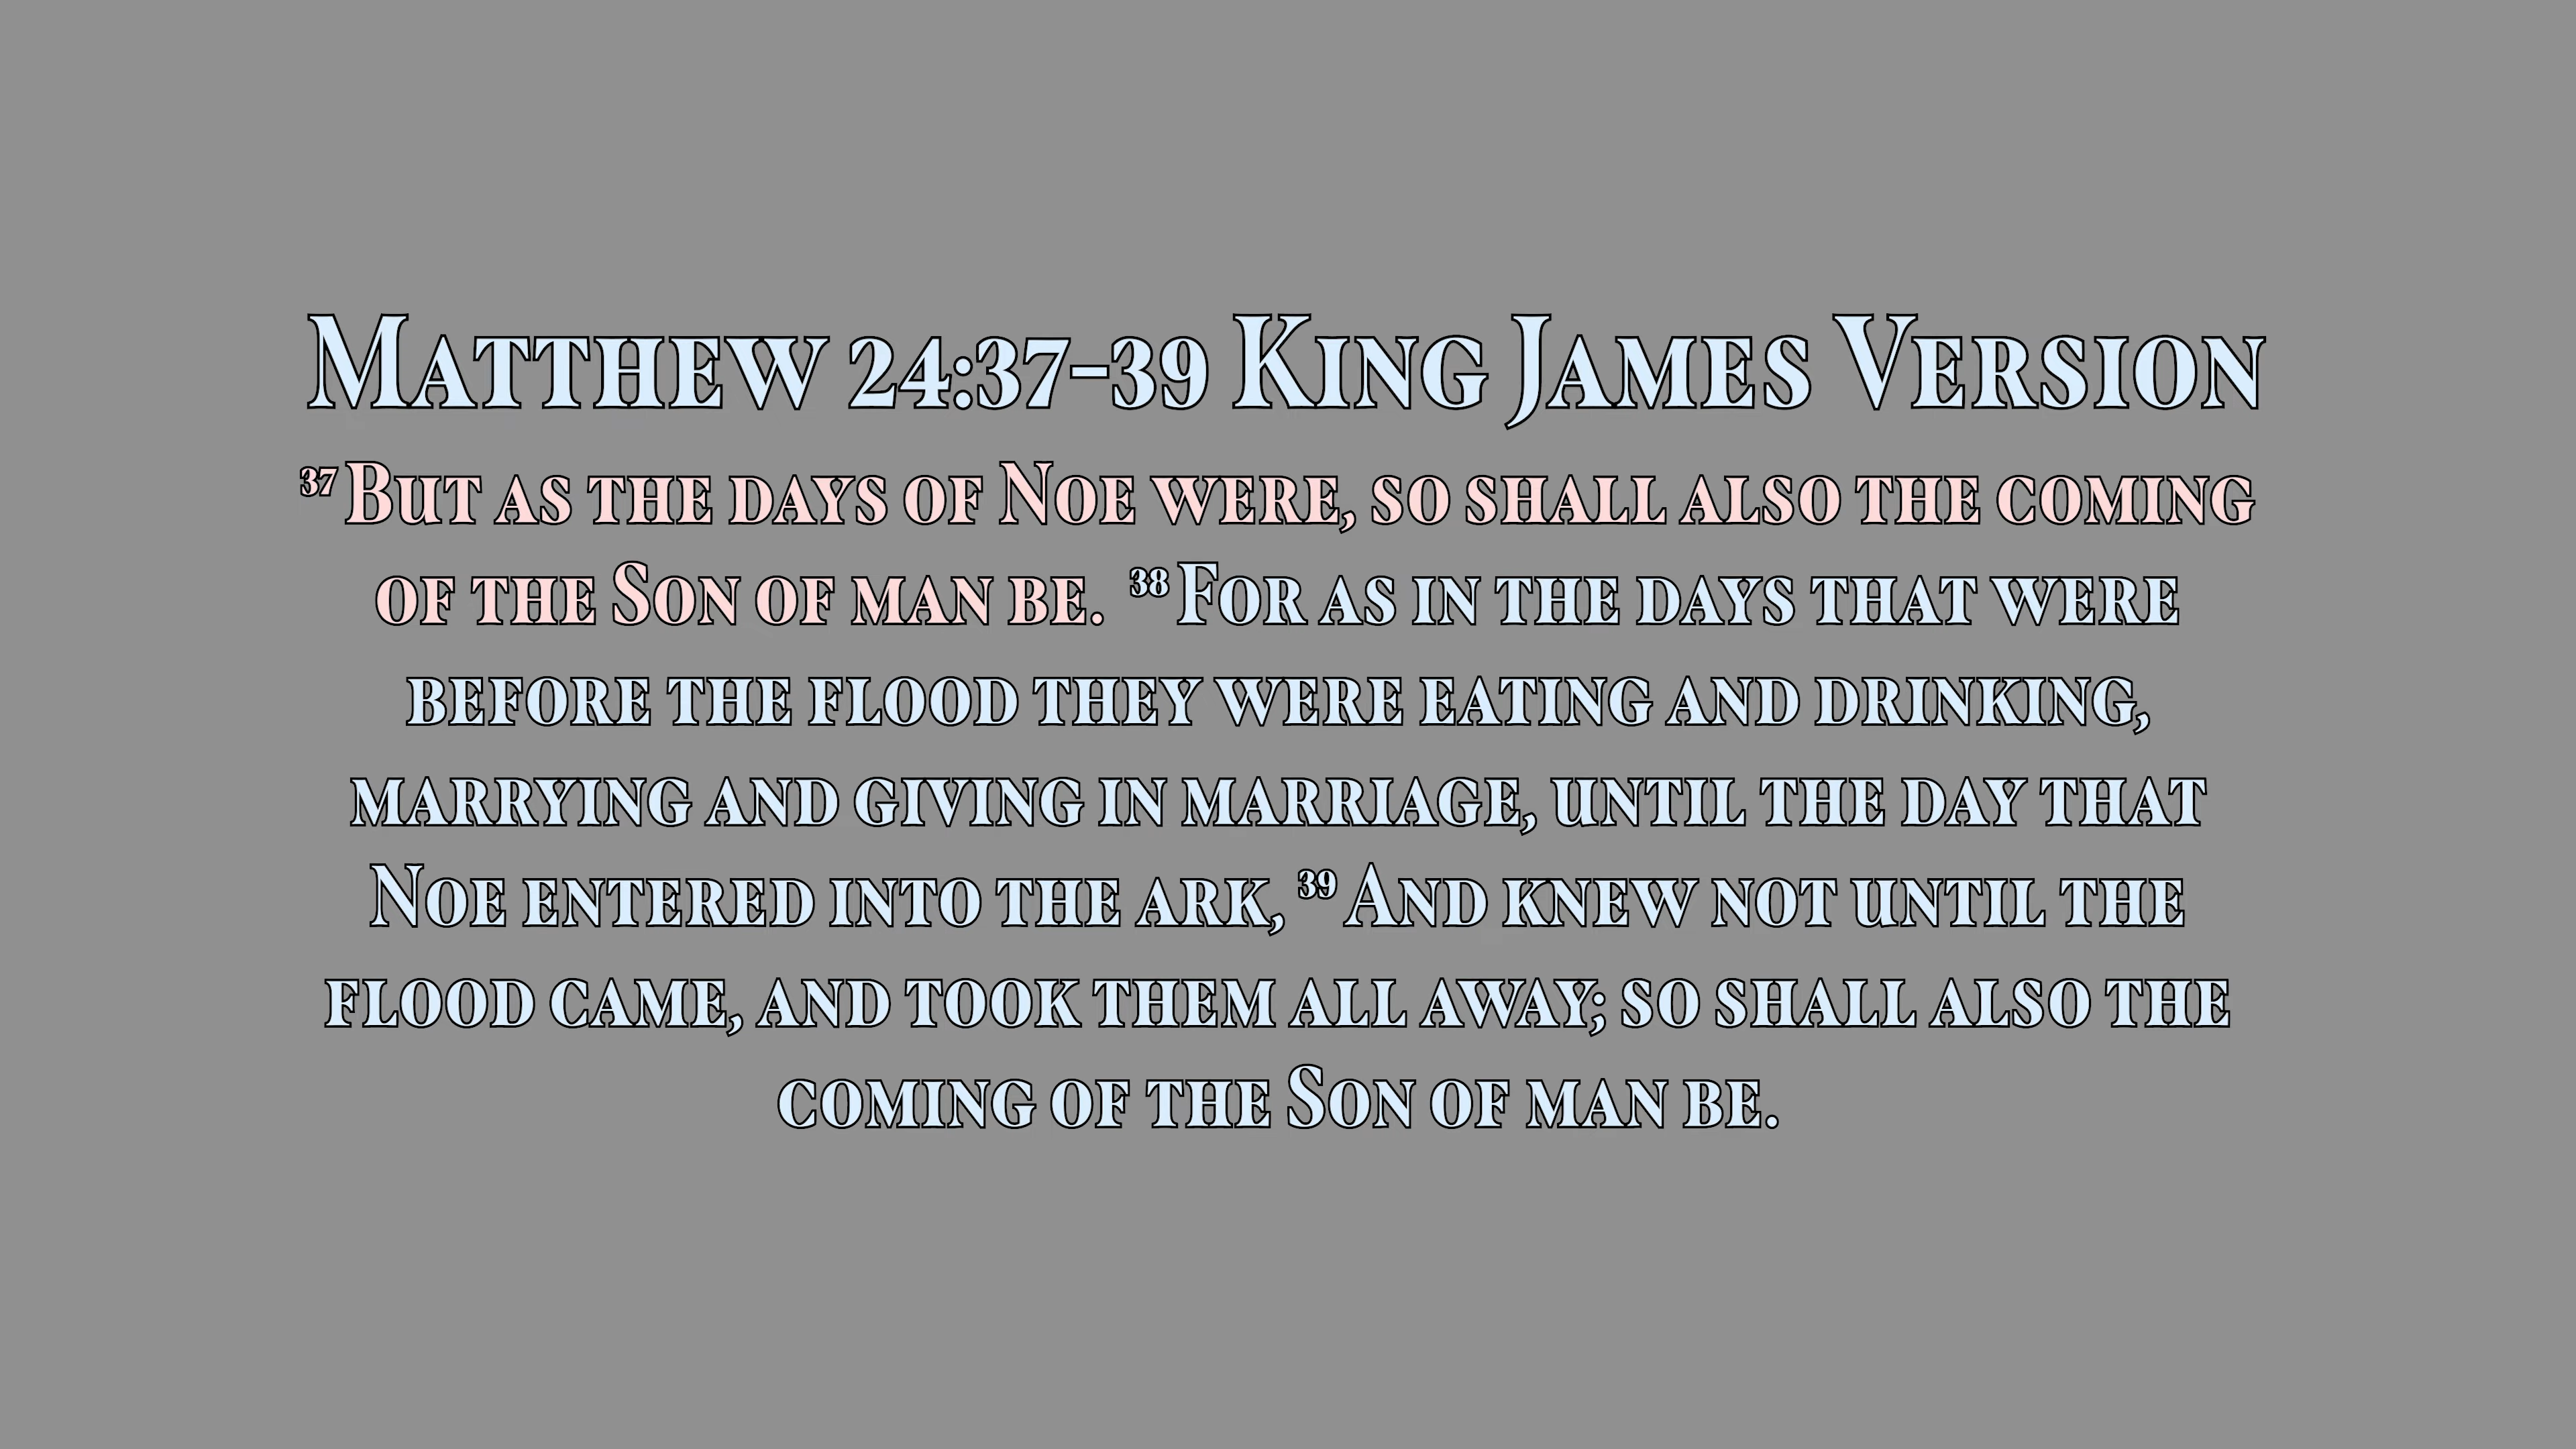 Matthew 24:37-39 King James Version
37 But as the days of Noe were, so shall also the coming
of the Son of man be. 38 For as in the days that were
before the flood they were eating and drinking,
marrying and giving in marriage, until the day that
Noe entered into the ark, 39 And knew not until the
flood came, and took them all away; so shall also the
coming of the Son of man be.